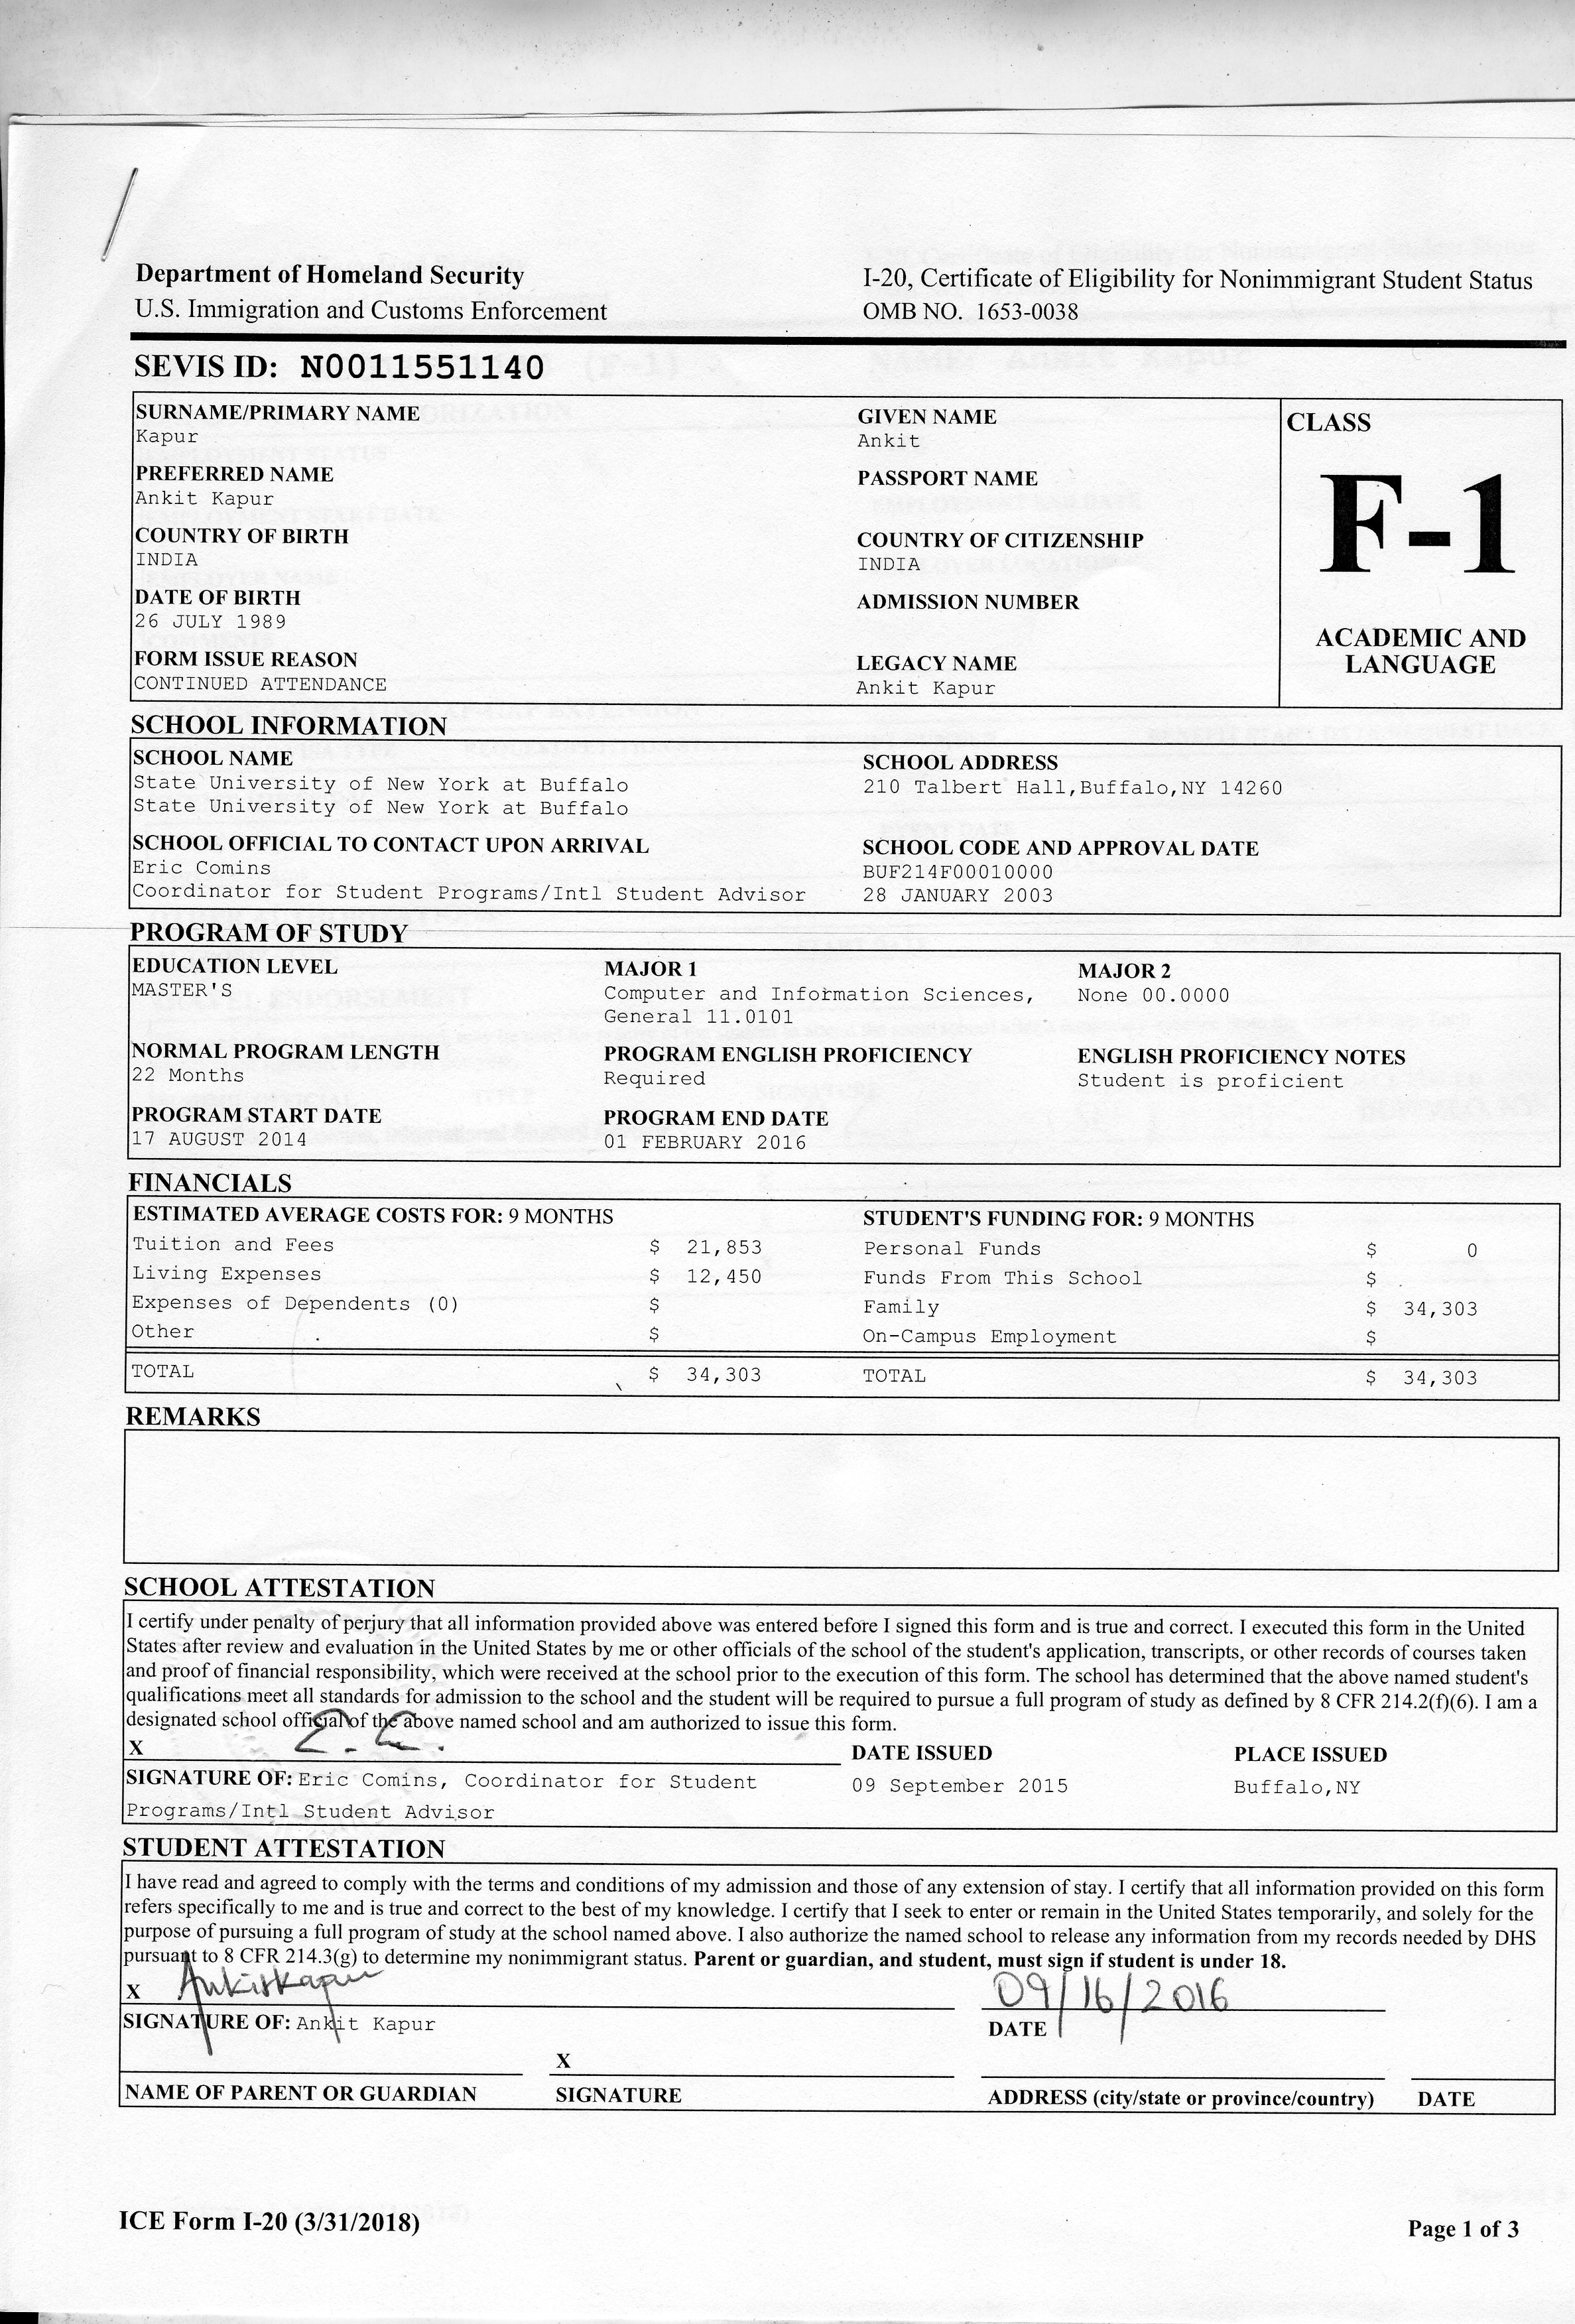 Department of Homeland Security
U.S. Immigration and Customs Enforcement
I-20, Certificate of Eligibility for Nonimmigrant Student Status
OMB NO. 1653-0038
SEVIS ID: N0011551140
SURNAME/PRIMARY NAME
Kapur
GIVEN NAME
Ankit
PREFERRED NAME
Ankit Kapur
PASSPORT NAME
COUNTRY OF BIRTH
INDIA
COUNTRY OF CITIZENSHIP
INDIA
DATE OF BIRTH
26 JULY 1989
ADMISSION NUMBER
FORM ISSUE REASON
CONTINUED ATTENDANCE
LEGACY NAME
Ankit Kapur
CLASS
F-1
ACADEMIC AND
LANGUAGE
SCHOOL INFORMATION
SCHOOL NAME
State University of New York at Buffalo
State University of New York at Buffalo
SCHOOL ADDRESS
210 Talbert Hall,Buffalo,NY 14260
SCHOOL OFFICIAL TO CONTACT UPON ARRIVAL
Eric Comins
Coordinator for Student Programs/Intl Student Advisor
SCHOOL CODE AND APPROVAL DATE
BUF214F00010000
28 JANUARY 2003
PROGRAM OF STUDY
EDUCATION LEVEL
MASTER'S
MAJOR 1
Computer and Information Sciences,
General 11.0101
MAJOR 2
None 00.0000
NORMAL PROGRAM LENGTH
22 Months
PROGRAM ENGLISH PROFICIENCY
Required
ENGLISH PROFICIENCY NOTES
Student is proficient
PROGRAM START DATE
17 AUGUST 2014
PROGRAM END DATE
01 FEBRUARY 2016
FINANCIALS
ESTIMATED AVERAGE COSTS FOR: 9 MONTHS
Tuition and Fees $ 21,853
Living Expenses $ 12,450
Expenses of Dependents (0) $
Other $
TOTAL $ 34,303
STUDENT'S FUNDING FOR: 9 MONTHS
Personal Funds $ 0
Funds From This School $
Family $ 34,303
On-Campus Employment $
TOTAL $ 34,303
REMARKS
SCHOOL ATTESTATION
I certify under penalty of perjury that all information provided above was entered before I signed this form and is true and correct. I executed this form in the United
States after review and evaluation in the United States by me or other officials of the school of the student's application, transcripts, or other records of courses taken
and proof of financial responsibility, which were received at the school prior to the execution of this form. The school has determined that the above named student's
qualifications meet all standards for admission to the school and the student will be required to pursue a full program of study as defined by 8 CFR 214.2(f)(6). I am a
designated school official of the above named school and am authorized to issue this form.
X E. C.
SIGNATURE OF: Eric Comins, Coordinator for Student
Programs/Intl Student Advisor
DATE ISSUED
09 September 2015
PLACE ISSUED
Buffalo,NY
STUDENT ATTESTATION
I have read and agreed to comply with the terms and conditions of my admission and those of any extension of stay. I certify that all information provided on this form
refers specifically to me and is true and correct to the best of my knowledge. I certify that I seek to enter or remain in the United States temporarily, and solely for the
purpose of pursuing a full program of study at the school named above. I also authorize the named school to release any information from my records needed by DHS
pursuant to 8 CFR 214.3(g) to determine my nonimmigrant status. Parent or guardian, and student, must sign if student is under 18.
X Ankit Kapur
09/16/2016
SIGNATURE OF: Ankit Kapur
DATE
X
NAME OF PARENT OR GUARDIAN
SIGNATURE
ADDRESS (city/state or province/country)
DATE
ICE Form I-20 (3/31/2018)
Page 1 of 3